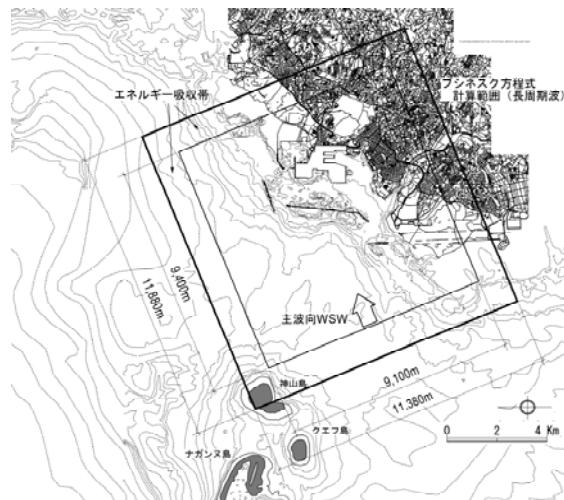 エネルギー吸収帯
ブシネスク方程式
計算範囲（長周期波）
9,400m
11,880m
主波向WSW
神山島
9,100m
11,380m
クエフ島
ナガンヌ島
0 2 4 Km